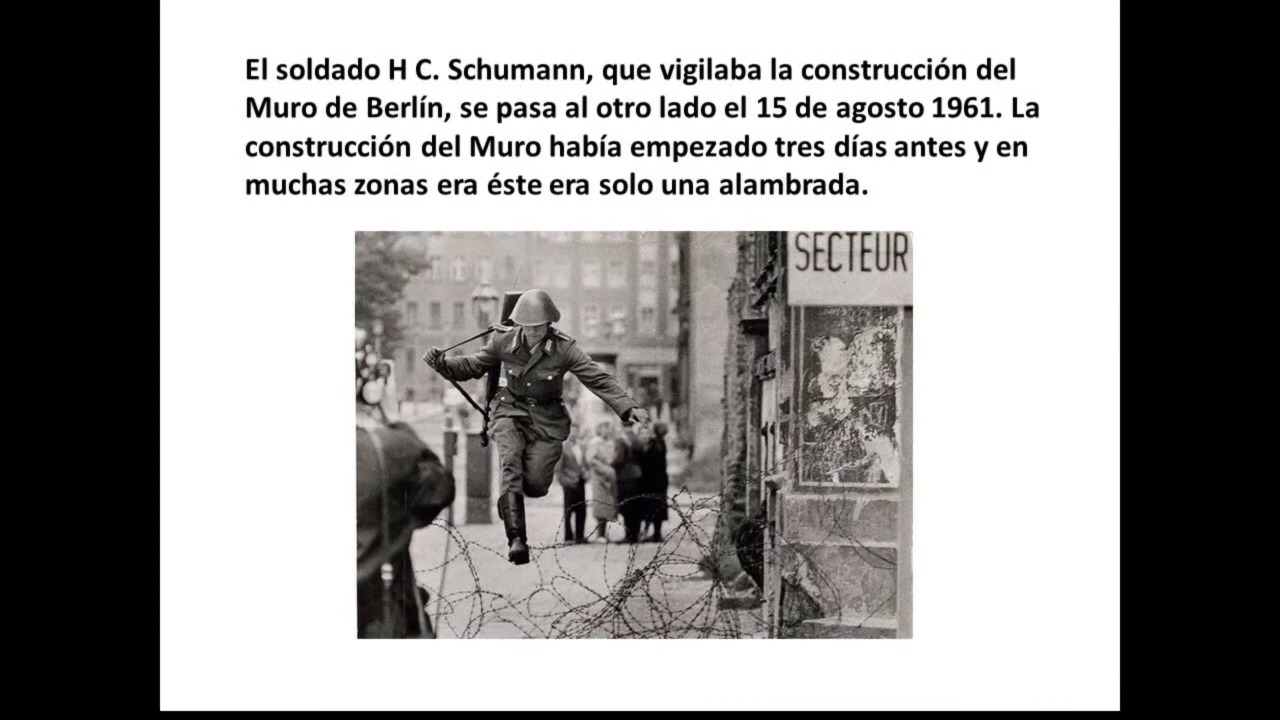 El soldado H C. Schumann, que vigilaba la construcción del
Muro de Berlín, se pasa al otro lado el 15 de agosto 1961. La
construcción del Muro había empezado tres días antes y en
muchas zonas era éste era solo una alambrada.
SECTEUR